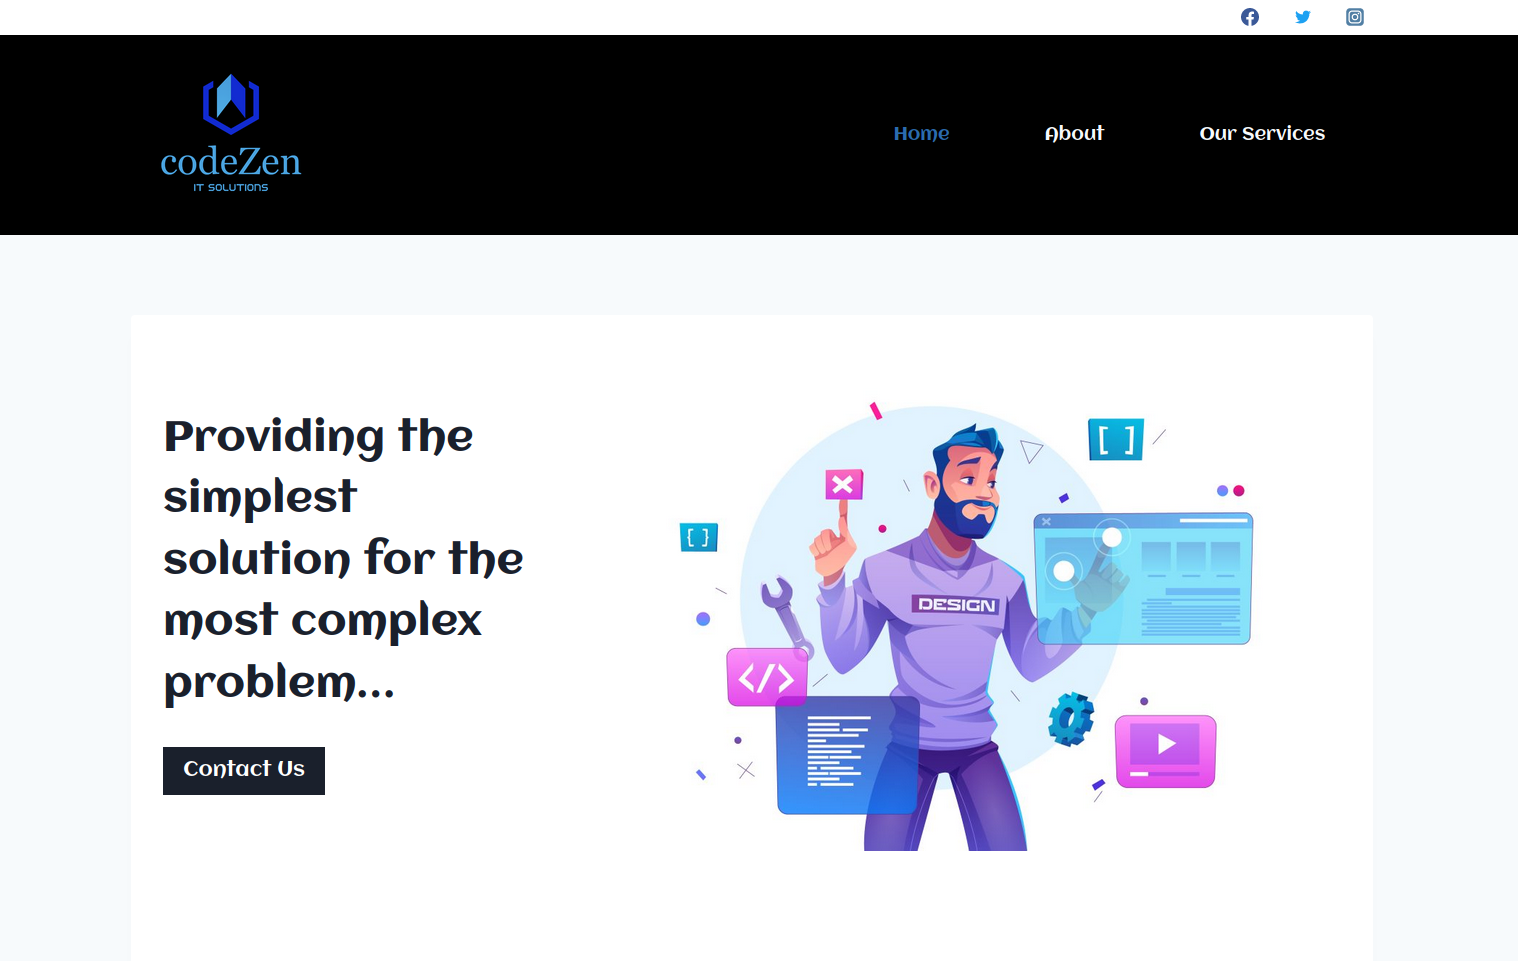 codeZen
IT SOLUTIONS
Home
About
Our Services
Providing the
simplest
solution for the
most complex
problem...
Contact Us
[ ]
{ }
DESIGN
</>